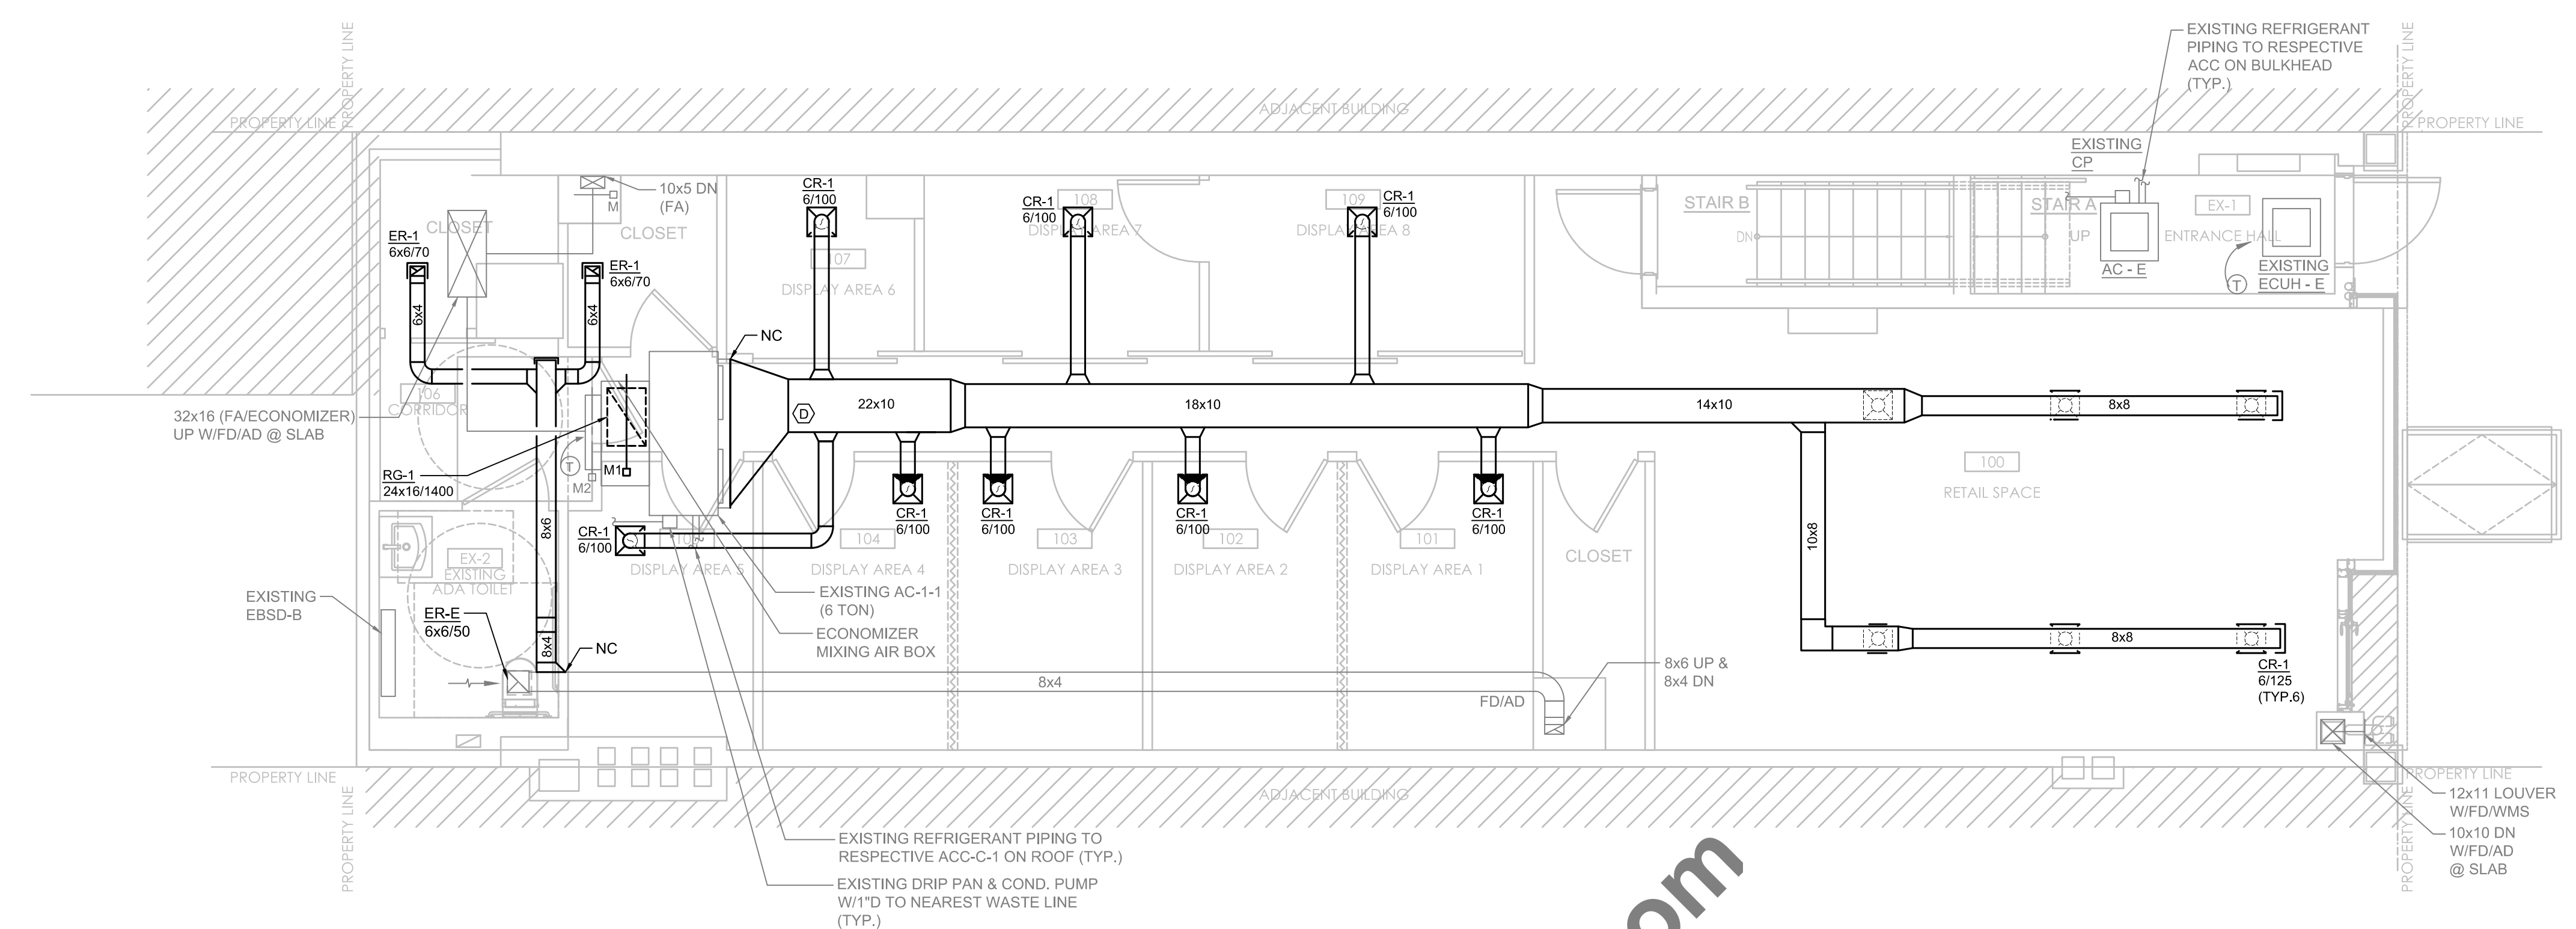 EXISTING REFRIGERANT
PIPING TO RESPECTIVE
ACC ON BULKHEAD
(TYP.)
PROPERTY LINE
PROPERTY LINE
PROPERTY LINE
PROPERTY LINE
ADJACENT BUILDING
EXISTING
CP
10x5 DN
(FA)
M
CLOSET
CLOSET
ER-1
6x6/70
ER-1
6x6/70
6x4
6x4
CR-1
6/100
107
DISPLAY AREA 6
CR-1
6/100
108
DISPLAY AREA 7
109
CR-1
6/100
DISPLAY AREA 8
STAIR B
DN
STAIR A
UP
EX-1
ENTRANCE HALL
AC - E
EXISTING
ECUH - E
T
NC
106
CORRIDOR
32x16 (FA/ECONOMIZER)
UP W/FD/AD @ SLAB
RG-1
24x16/1400
T
M1
M2
D
22x10
18x10
14x10
8x8
100
RETAIL SPACE
CR-1
6/100
CR-1
6/100
CR-1
6/100
CR-1
6/100
CR-1
6/100
8x6
10x8
EX-2
EXISTING
ADA TOILET
DISPLAY AREA 5
104
DISPLAY AREA 4
103
DISPLAY AREA 3
102
DISPLAY AREA 2
101
DISPLAY AREA 1
CLOSET
EXISTING
EBSD-B
ER-E
6x6/50
8x4
NC
EXISTING AC-1-1
(6 TON)
ECONOMIZER
MIXING AIR BOX
8x4
FD/AD
8x6 UP &
8x4 DN
8x8
CR-1
6/125
(TYP.6)
PROPERTY LINE
PROPERTY LINE
ADJACENT BUILDING
PROPERTY LINE
PROPERTY LINE
12x11 LOUVER
W/FD/WMS
10x10 DN
W/FD/AD
@ SLAB
EXISTING REFRIGERANT PIPING TO
RESPECTIVE ACC-C-1 ON ROOF (TYP.)
EXISTING DRIP PAN & COND. PUMP
W/1"D TO NEAREST WASTE LINE
(TYP.)
om